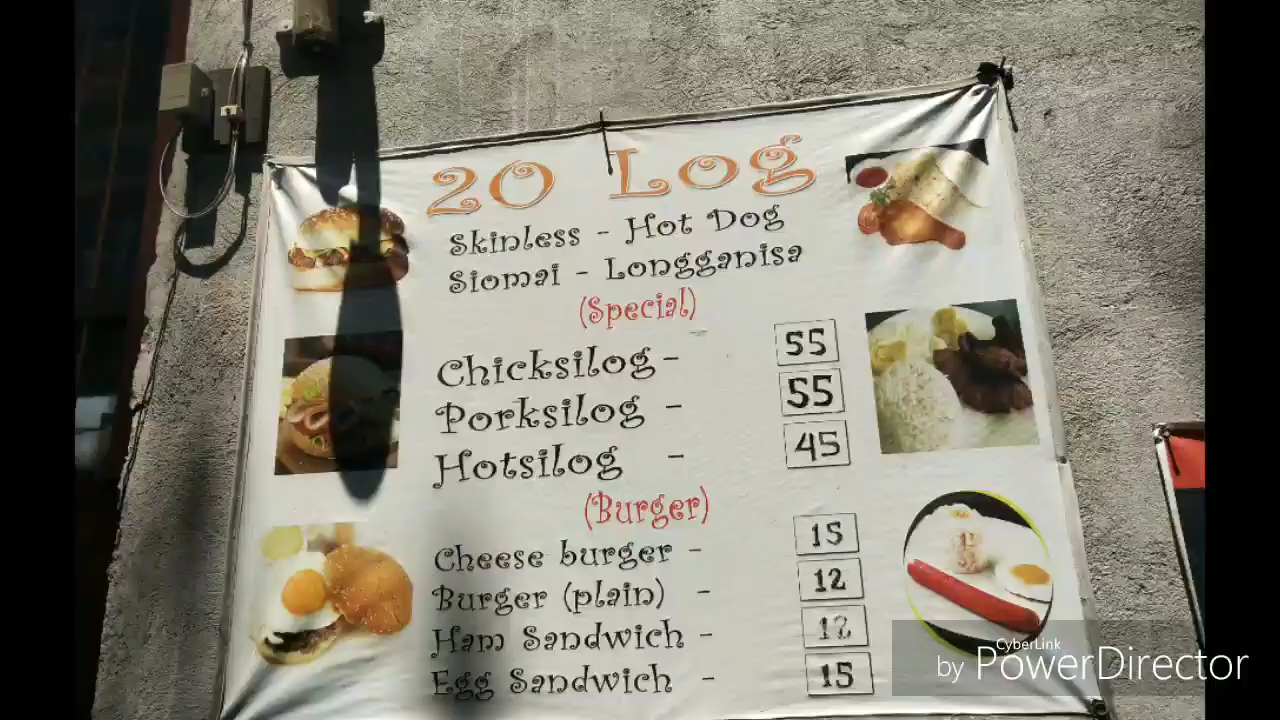 20 Log
Skinless - Hot Dog
Siomai - Longganisa
(Special)
Chicksilog - 55
Porksilog - 55
Hotsilog - 45
(Burger)
Cheese burger - 15
Burger (plain) - 12
Ham Sandwich - 12
Egg Sandwich - 15
CyberLink
by PowerDirector